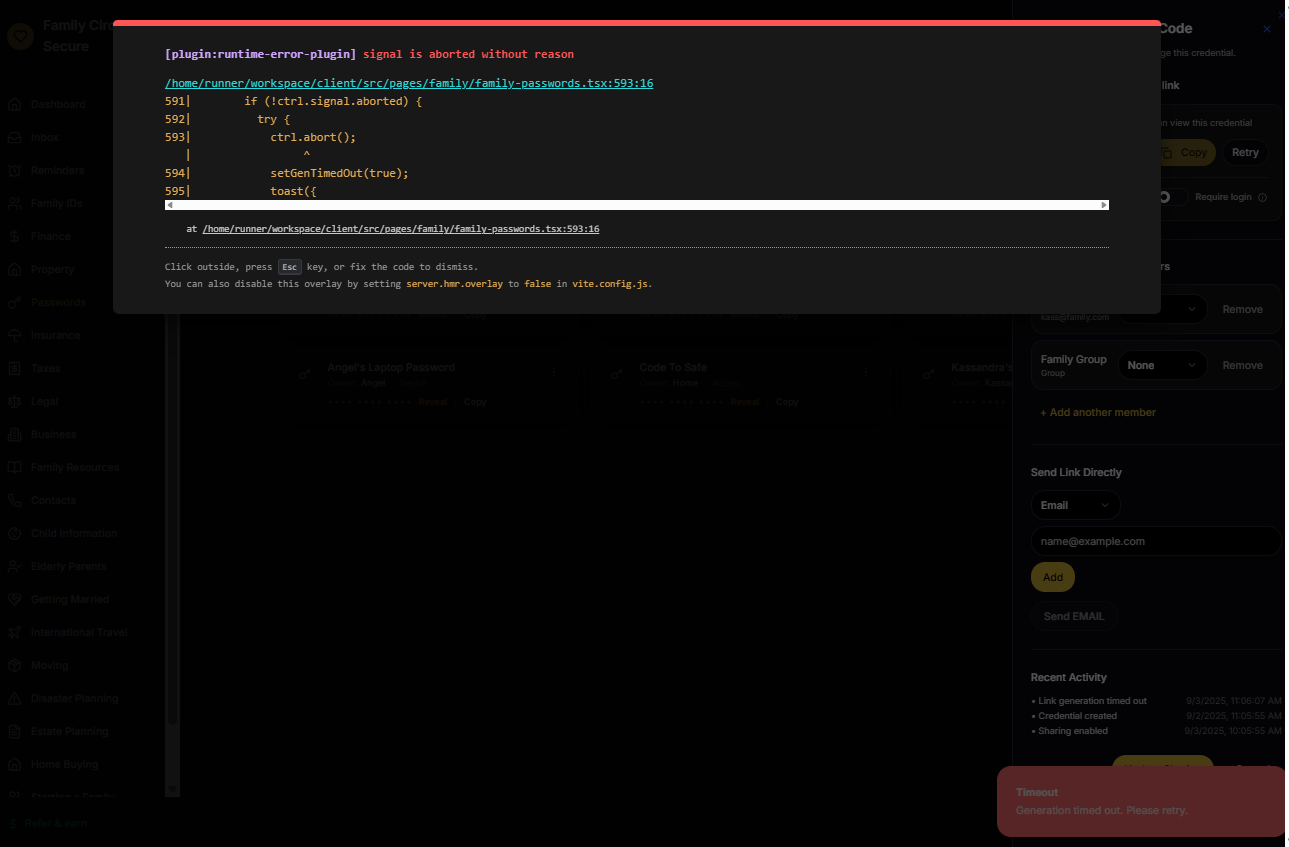 Family Circ
Secure
Dashboard
Inbox
Reminders
Family IDs
Finance
Property
Passwords
Insurance
Taxes
Legal
Business
Family Resources
Contacts
Child Information
Elderly Parents
Getting Married
International Travel
Moving
Disaster Planning
Estate Planning
Home Buying
Refer & earn
[plugin:runtime-error-plugin] signal is aborted without reason
/home/runner/workspace/client/src/pages/family/family-passwords.tsx:593:16
591| if (!ctrl.signal.aborted) {
592| try {
593| ctrl.abort();
| ^
594| setGenTimedOut(true);
595| toast({
at /home/runner/workspace/client/src/pages/family/family-passwords.tsx:593:16
Click outside, press Esc key, or fix the code to dismiss.
You can also disable this overlay by setting server.hmr.overlay to false in vite.config.js.
Angel's Laptop Password
Angel
Reveal Copy
Code To Safe
Home
Reveal Copy
Kassandra's
Kassa
Code
ge this credential.
link
n view this credential
Copy Retry
Require login
rs
kass@family.com
Remove
Family Group
Group
None
Remove
+ Add another member
Send Link Directly
Email
name@example.com
Add
Send EMAIL
Recent Activity
• Link generation timed out 9/3/2025, 11:06:07 AM
• Credential created 9/2/2025, 11:05:55 AM
• Sharing enabled 9/3/2025, 10:05:55 AM
Timeout
Generation timed out. Please retry.